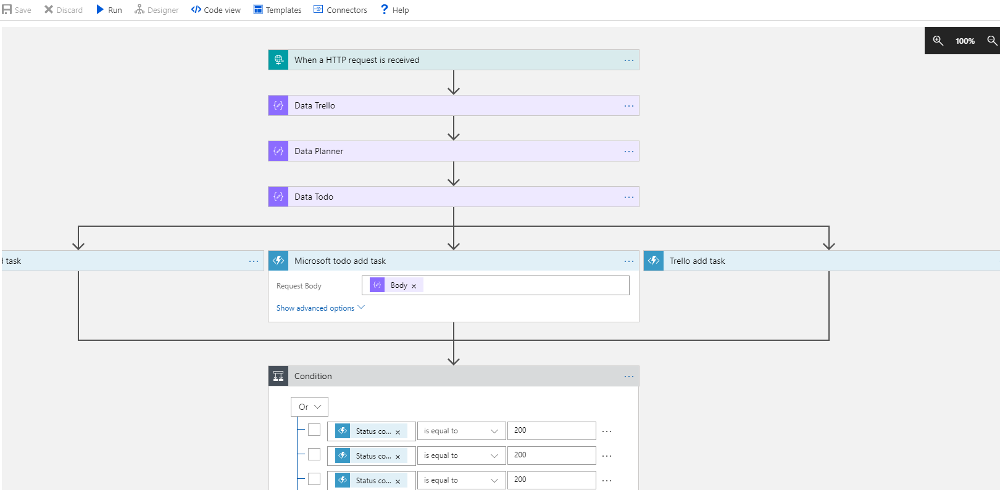 Save Discard Run Designer </> Code view Templates Connectors ? Help
100%
When a HTTP request is received ...
Data Trello ...
Data Planner ...
Data Todo ...
task ... Microsoft todo add task ... Trello add task
Request Body Body ×
Show advanced options
Condition ...
Or
Status co... × is equal to 200 ...
Status co... × is equal to 200 ...
Status co... × is equal to 200 ...